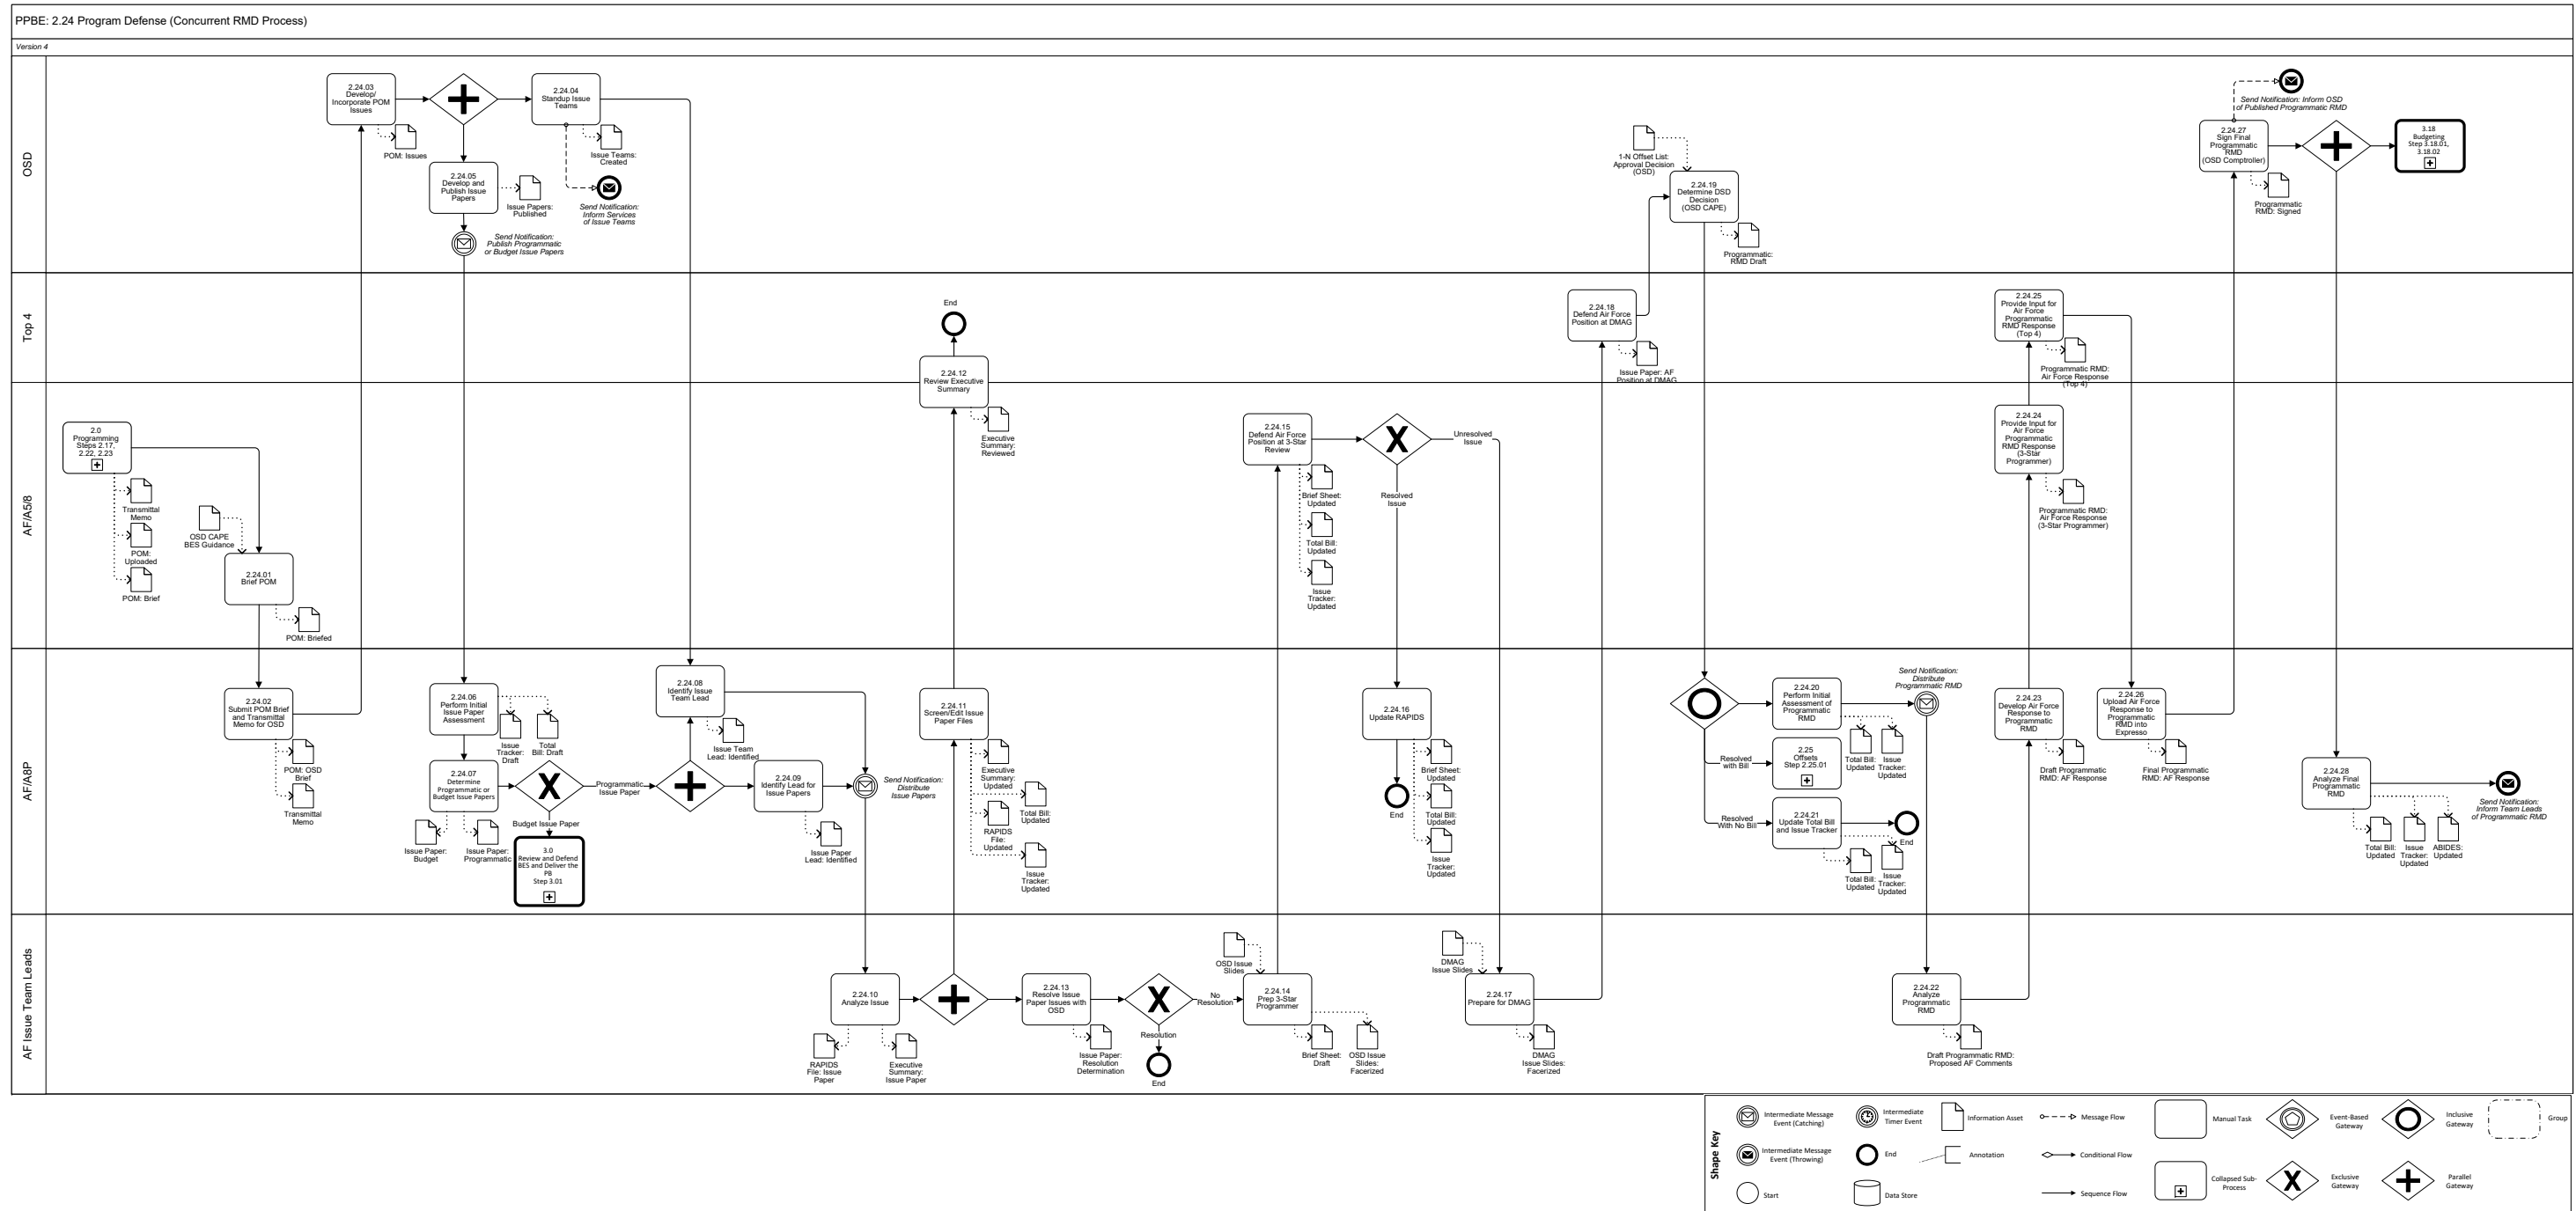 PPBE: 2.24 Program Defense (Concurrent RMD Process)
Version 4
OSD
2.24.03
Develop/
Incorporate POM
Issues
POM: Issues
2.24.04
Standup Issue
Teams
Issue Teams:
Created
Send Notification:
Inform Services
of Issue Teams
2.24.05
Develop and
Publish Issue
Papers
Issue Papers:
Published
Send Notification:
Publish Programmatic
or Budget Issue Papers
1-N Offset List:
Approval Decision
(OSD)
2.24.19
Determine DSD
Decision
(OSD CAPE)
Programmatic:
RMD Draft
2.24.27
Sign Final
Programmatic
RMD
(OSD Comptroller)
Send Notification: Inform OSD
of Published Programmatic RMD
Programmatic
RMD: Signed
3.18
Budgeting
Step 3.18.01,
3.18.02
Top 4
End
2.24.12
Review Executive
Summary
Executive
Summary:
Reviewed
2.24.18
Defend Air Force
Position at DMAG
Issue Paper: AF
Position at DMAG
2.24.25
Provide Input for
Air Force
Programmatic
RMD Response
(Top 4)
Programmatic RMD:
Air Force Response
(Top 4)
AF/A5/8
2.0
Programming
Steps 2.17,
2.22, 2.23
Transmittal
Memo
POM:
Uploaded
POM: Brief
OSD CAPE
BES Guidance
2.24.01
Brief POM
POM: Briefed
2.24.15
Defend Air Force
Position at 3-Star
Review
Brief Sheet:
Updated
Total Bill:
Updated
Issue
Tracker:
Updated
Unresolved
Issue
Resolved
Issue
2.24.24
Provide Input for
Air Force
Programmatic
RMD Response
(3-Star
Programmer)
Programmatic RMD:
Air Force Response
(3-Star Programmer)
AF/A8P
2.24.02
Submit POM Brief
and Transmittal
Memo for OSD
POM: OSD
Brief
Transmittal
Memo
2.24.06
Perform Initial
Issue Paper
Assessment
Issue
Tracker:
Draft
Total
Bill: Draft
2.24.07
Determine
Programmatic or
Budget Issue Papers
Issue Paper:
Budget
Issue Paper:
Programmatic
Programmatic
Issue Paper
Budget Issue Paper
3.0
Review and Defend
BES and Deliver the
PB
Step 3.01
2.24.08
Identify Issue
Team Lead
Issue Team
Lead: Identified
2.24.09
Identify Lead for
Issue Papers
Issue Paper
Lead: Identified
Send Notification:
Distribute
Issue Papers
2.24.11
Screen/Edit Issue
Paper Files
Executive
Summary:
Updated
Total Bill:
Updated
RAPIDS
File:
Updated
Issue
Tracker:
Updated
2.24.16
Update RAPIDS
Brief Sheet:
Updated
Total Bill:
Updated
Issue
Tracker:
Updated
End
2.24.20
Perform Initial
Assessment of
Programmatic
RMD
Total Bill:
Updated
Issue
Tracker:
Updated
Send Notification:
Distribute
Programmatic RMD
Resolved
with Bill
2.25
Offsets
Step 2.25.01
Resolved
With No Bill
2.24.21
Update Total Bill
and Issue Tracker
End
Total Bill:
Updated
Issue
Tracker:
Updated
2.24.23
Develop Air Force
Response to
Programmatic
RMD
Draft Programmatic
RMD: AF Response
2.24.26
Upload Air Force
Response to
Programmatic
RMD into
Expresso
Final Programmatic
RMD: AF Response
2.24.28
Analyze Final
Programmatic
RMD
Total Bill:
Updated
Issue
Tracker:
Updated
ABIDES:
Updated
Send Notification:
Inform Team Leads
of Programmatic RMD
AF Issue Team Leads
2.24.10
Analyze Issue
RAPIDS
File: Issue
Paper
Executive
Summary:
Issue Paper
2.24.13
Resolve Issue
Paper Issues with
OSD
Issue Paper:
Resolution
Determination
No
Resolution
Resolution
End
OSD Issue
Slides
2.24.14
Prep 3-Star
Programmer
Brief Sheet:
Draft
OSD Issue
Slides:
Facerized
DMAG
Issue Slides
2.24.17
Prepare for DMAG
DMAG
Issue Slides:
Facerized
2.24.22
Analyze
Programmatic
RMD
Draft Programmatic RMD:
Proposed AF Comments
Shape Key
Intermediate Message
Event (Catching)
Intermediate
Timer Event
Information Asset
Message Flow
Manual Task
Event-Based
Gateway
Inclusive
Gateway
Group
Intermediate Message
Event (Throwing)
End
Annotation
Conditional Flow
Collapsed Sub-
Process
Exclusive
Gateway
Parallel
Gateway
Start
Data Store
Sequence Flow